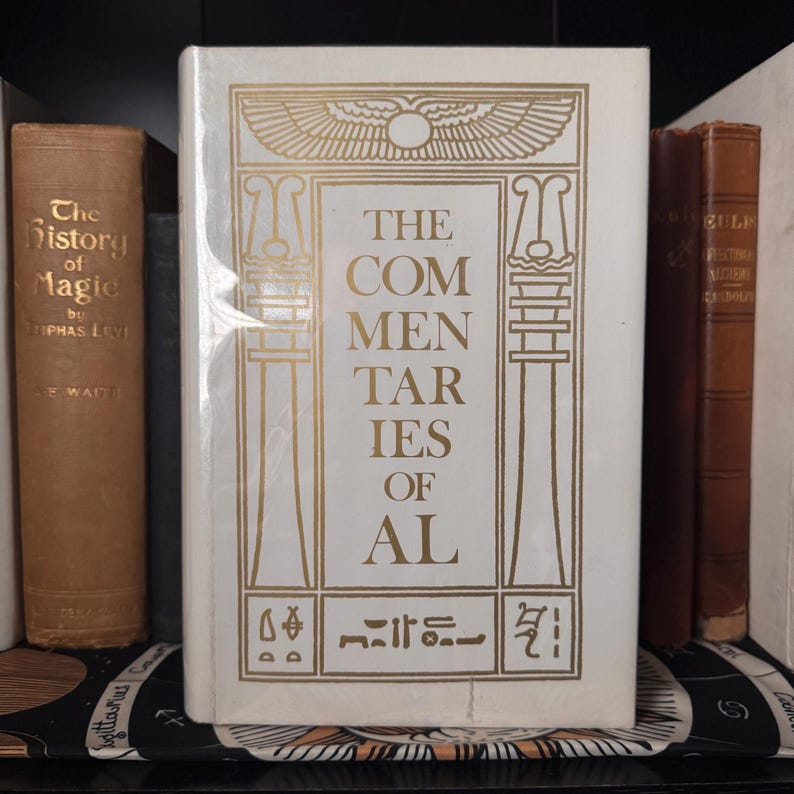 The
History
of
Magic
by
ELIPHAS LEVI
A.E WAITE
THE
COM
MEN
TAR
IES
OF
AL
EULIS
AFFECTIONAL
ALCHEMY
RANDOLPH
Sagittarius